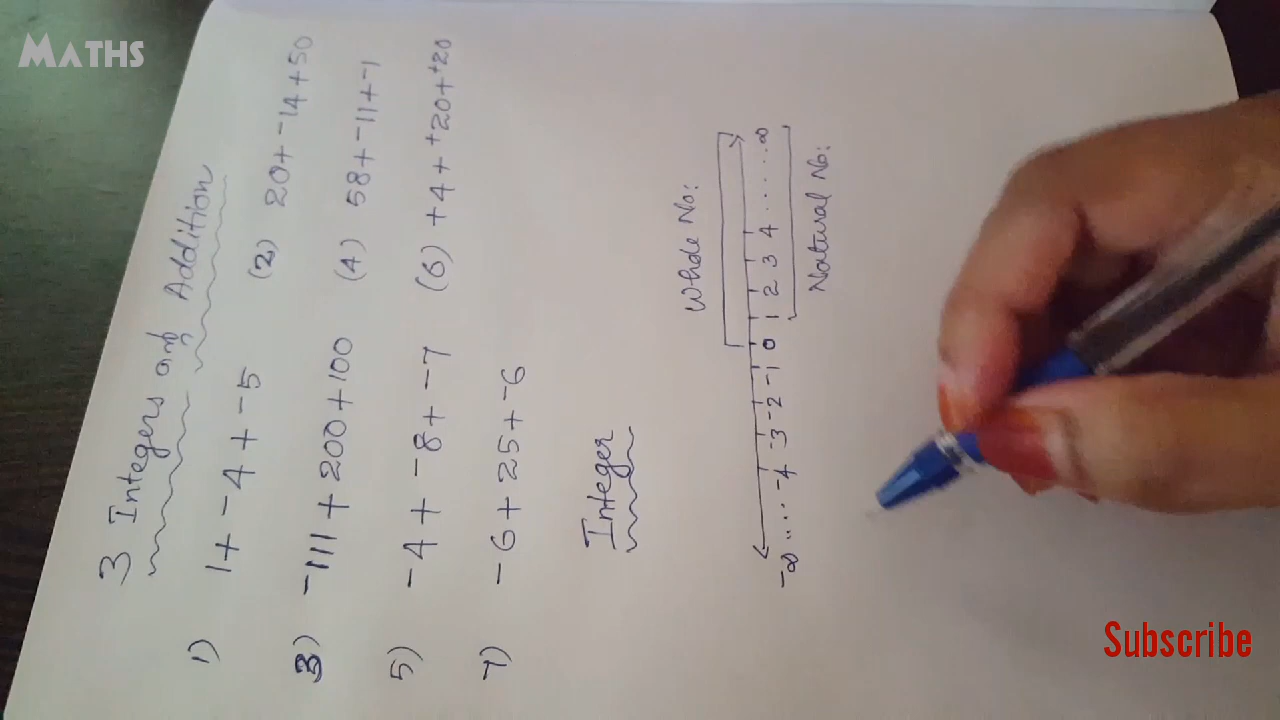 MATHS
3 Integers and Addition
1) 1 + -4 + -5 (2) 20 + -14 + 50
3) -111 + 200 + 100 (4) 58 + -11 + -1
5) -4 + -8 + -7 (6) +4 + +20 + +20
7) -6 + 25 + -6
Integer
Whole No:
-∞ .... -4 -3 -2 -1 0 1 2 3 4 ...... ∞
Natural No:
Subscribe